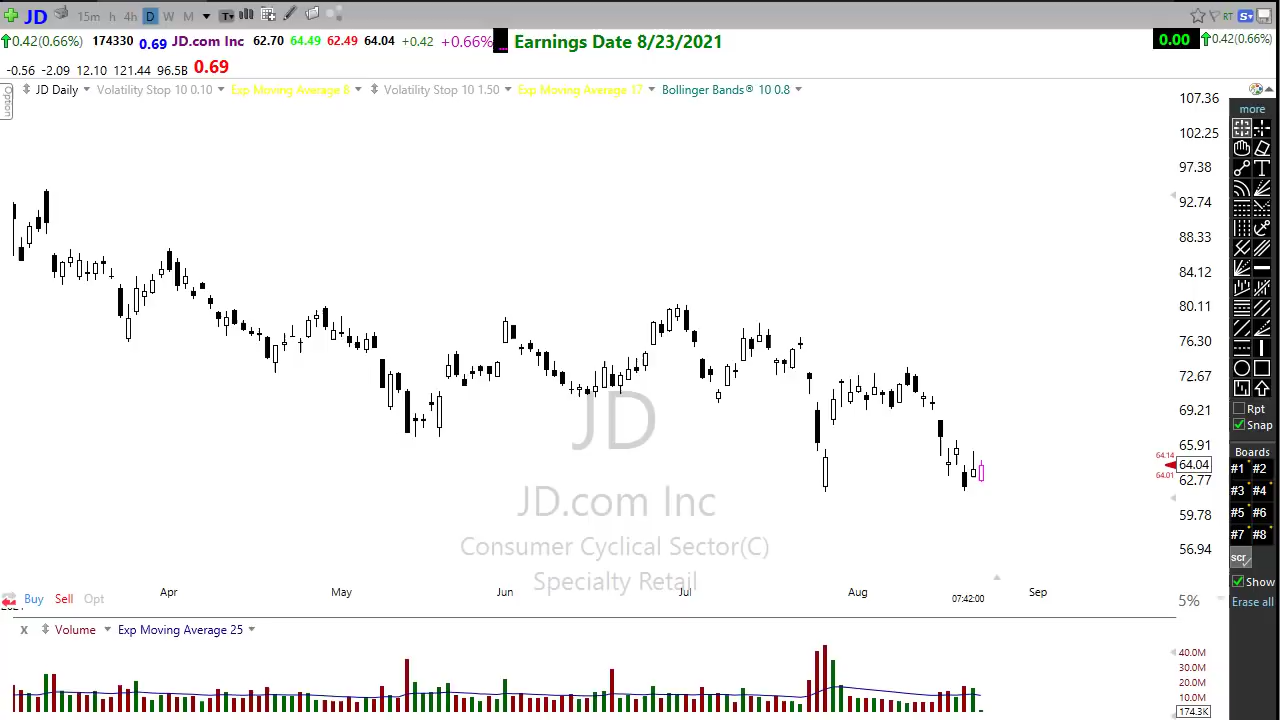 JD 15m h 4h D W M T RT S
0.42(0.66%) 174330 0.69 JD.com Inc 62.70 64.49 62.49 64.04 +0.42 +0.66% ... Earnings Date 8/23/2021 0.00 0.42(0.66%)
-0.56 -2.09 12.10 121.44 96.5B 0.69
Option
JD Daily Volatility Stop 10 0.10 Exp Moving Average 8 Volatility Stop 10 1.50 Exp Moving Average 17 Bollinger Bands® 10 0.8
107.36
102.25
97.38
92.74
88.33
84.12
80.11
76.30
72.67
69.21
65.91
64.14
64.04
64.01
62.77
59.78
56.94
more
Rpt
Snap
Boards
#1 #2
#3 #4
#5 #6
#7 #8
scr
Show
Erase all
JD
JD.com Inc
Consumer Cyclical Sector(C)
Specialty Retail
Apr May Jun Jul Aug 07:42:00 Sep
Buy Sell Opt
5%
X Volume Exp Moving Average 25
40.0M
30.0M
20.0M
10.0M
174.3K